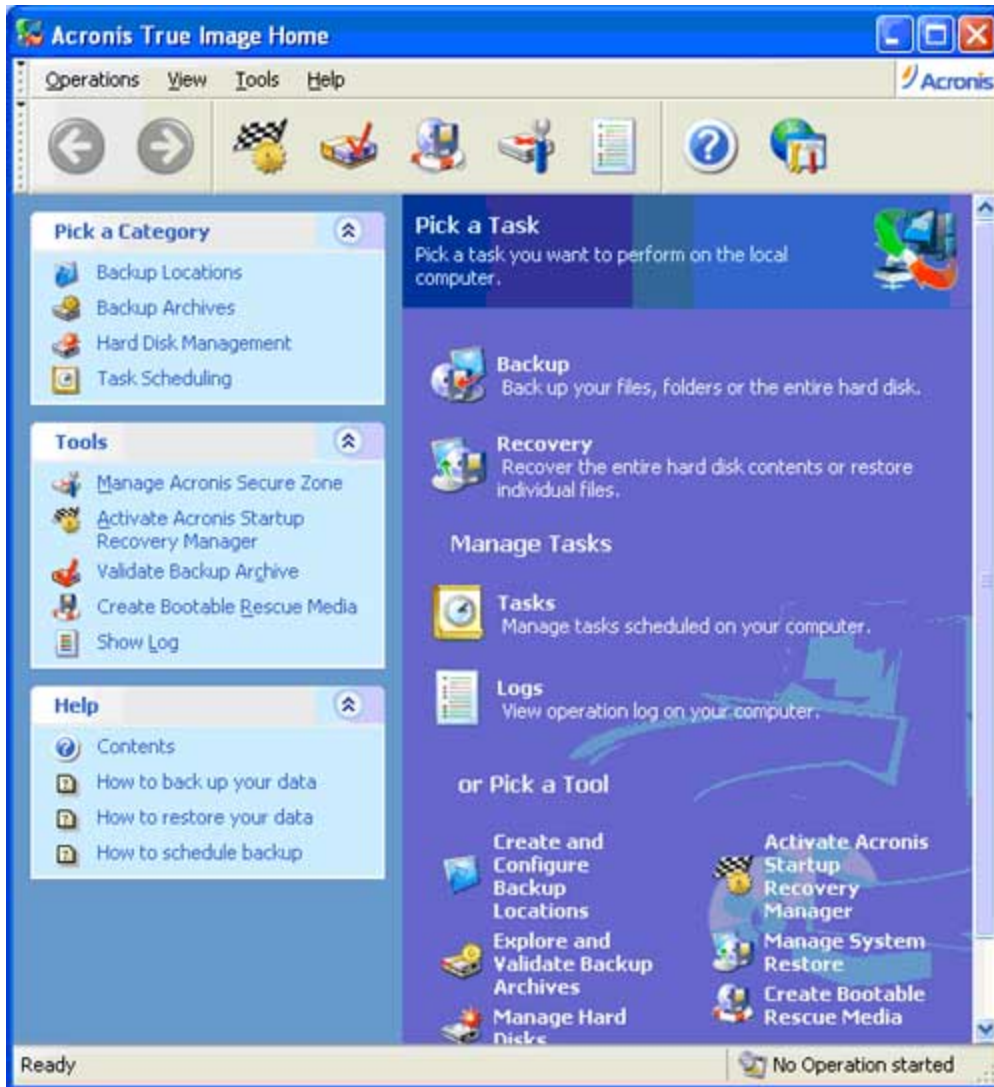 Acronis True Image Home
Operations View Tools Help
Acronis
Pick a Category
Backup Locations
Backup Archives
Hard Disk Management
Task Scheduling
Tools
Manage Acronis Secure Zone
Activate Acronis Startup
Recovery Manager
Validate Backup Archive
Create Bootable Rescue Media
Show Log
Help
Contents
How to back up your data
How to restore your data
How to schedule backup
Pick a Task
Pick a task you want to perform on the local
computer.
Backup
Back up your files, folders or the entire hard disk.
Recovery
Recover the entire hard disk contents or restore
individual files.
Manage Tasks
Tasks
Manage tasks scheduled on your computer.
Logs
View operation log on your computer.
or Pick a Tool
Create and
Configure
Backup
Locations
Explore and
Validate Backup
Archives
Manage Hard
Disks
Activate Acronis
Startup
Recovery
Manager
Manage System
Restore
Create Bootable
Rescue Media
Ready
No Operation started